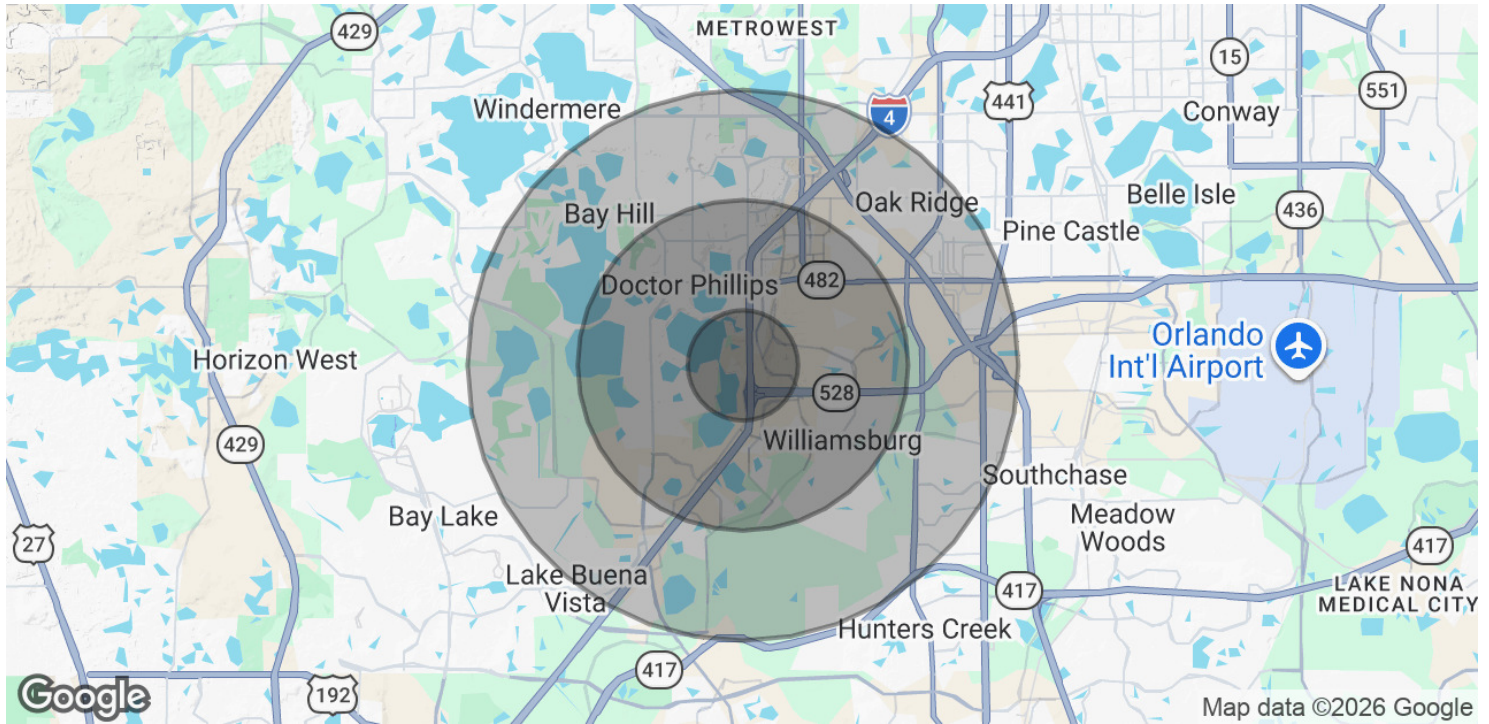 METROWEST
429
Windermere
4
441
15
551
Conway
Bay Hill
Oak Ridge
Belle Isle
436
Pine Castle
Doctor Phillips
482
Orlando
Int'l Airport
Horizon West
528
429
Williamsburg
Southchase
Bay Lake
Meadow
Woods
27
417
Lake Buena
Vista
417
LAKE NONA
MEDICAL CITY
Hunters Creek
417
192
Google
Map data ©2026 Google